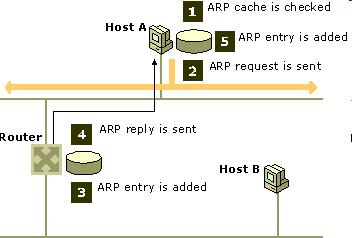 1 ARP cache is checked
Host A
5 ARP entry is added
2 ARP request is sent
4 ARP reply is sent
Router
3 ARP entry is added
Host B